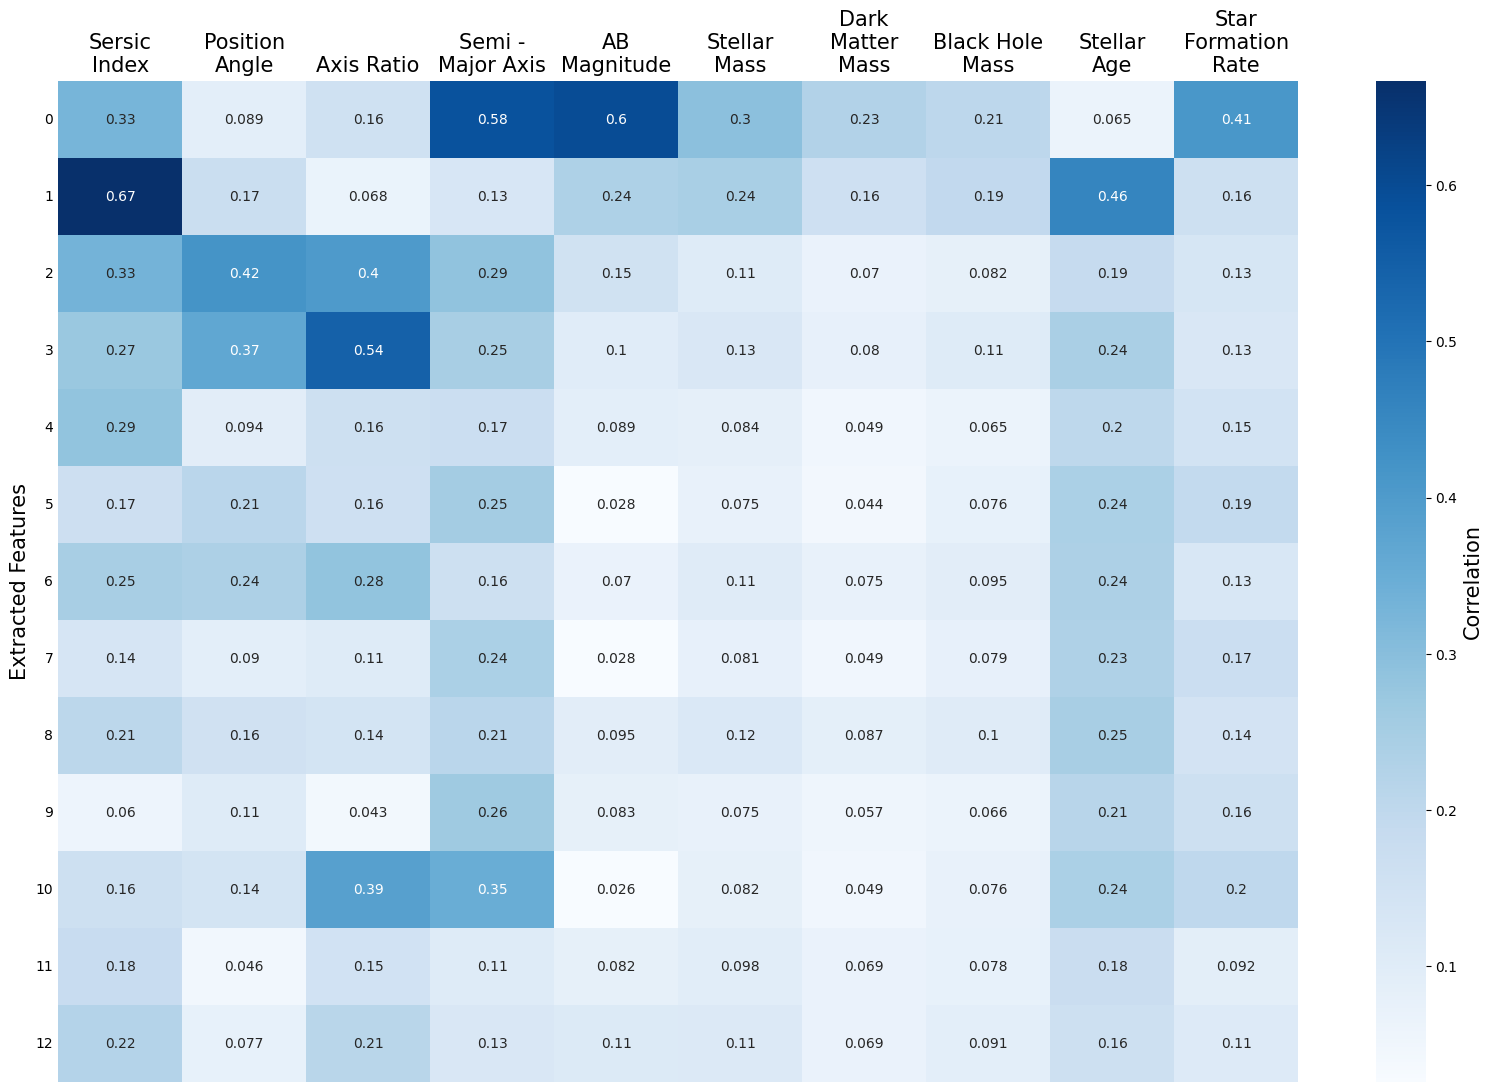 Sersic Index
Position Angle
Axis Ratio
Semi - Major Axis
AB Magnitude
Stellar Mass
Dark Matter Mass
Black Hole Mass
Stellar Age
Star Formation Rate
0 0.33 0.089 0.16 0.58 0.6 0.3 0.23 0.21 0.065 0.41
1 0.67 0.17 0.068 0.13 0.24 0.24 0.16 0.19 0.46 0.16
2 0.33 0.42 0.4 0.29 0.15 0.11 0.07 0.082 0.19 0.13
3 0.27 0.37 0.54 0.25 0.1 0.13 0.08 0.11 0.24 0.13
4 0.29 0.094 0.16 0.17 0.089 0.084 0.049 0.065 0.2 0.15
5 0.17 0.21 0.16 0.25 0.028 0.075 0.044 0.076 0.24 0.19
6 0.25 0.24 0.28 0.16 0.07 0.11 0.075 0.095 0.24 0.13
7 0.14 0.09 0.11 0.24 0.028 0.081 0.049 0.079 0.23 0.17
8 0.21 0.16 0.14 0.21 0.095 0.12 0.087 0.1 0.25 0.14
9 0.06 0.11 0.043 0.26 0.083 0.075 0.057 0.066 0.21 0.16
10 0.16 0.14 0.39 0.35 0.026 0.082 0.049 0.076 0.24 0.2
11 0.18 0.046 0.15 0.11 0.082 0.098 0.069 0.078 0.18 0.092
12 0.22 0.077 0.21 0.13 0.11 0.11 0.069 0.091 0.16 0.11
Extracted Features
0.6
0.5
0.4
0.3
0.2
0.1
Correlation